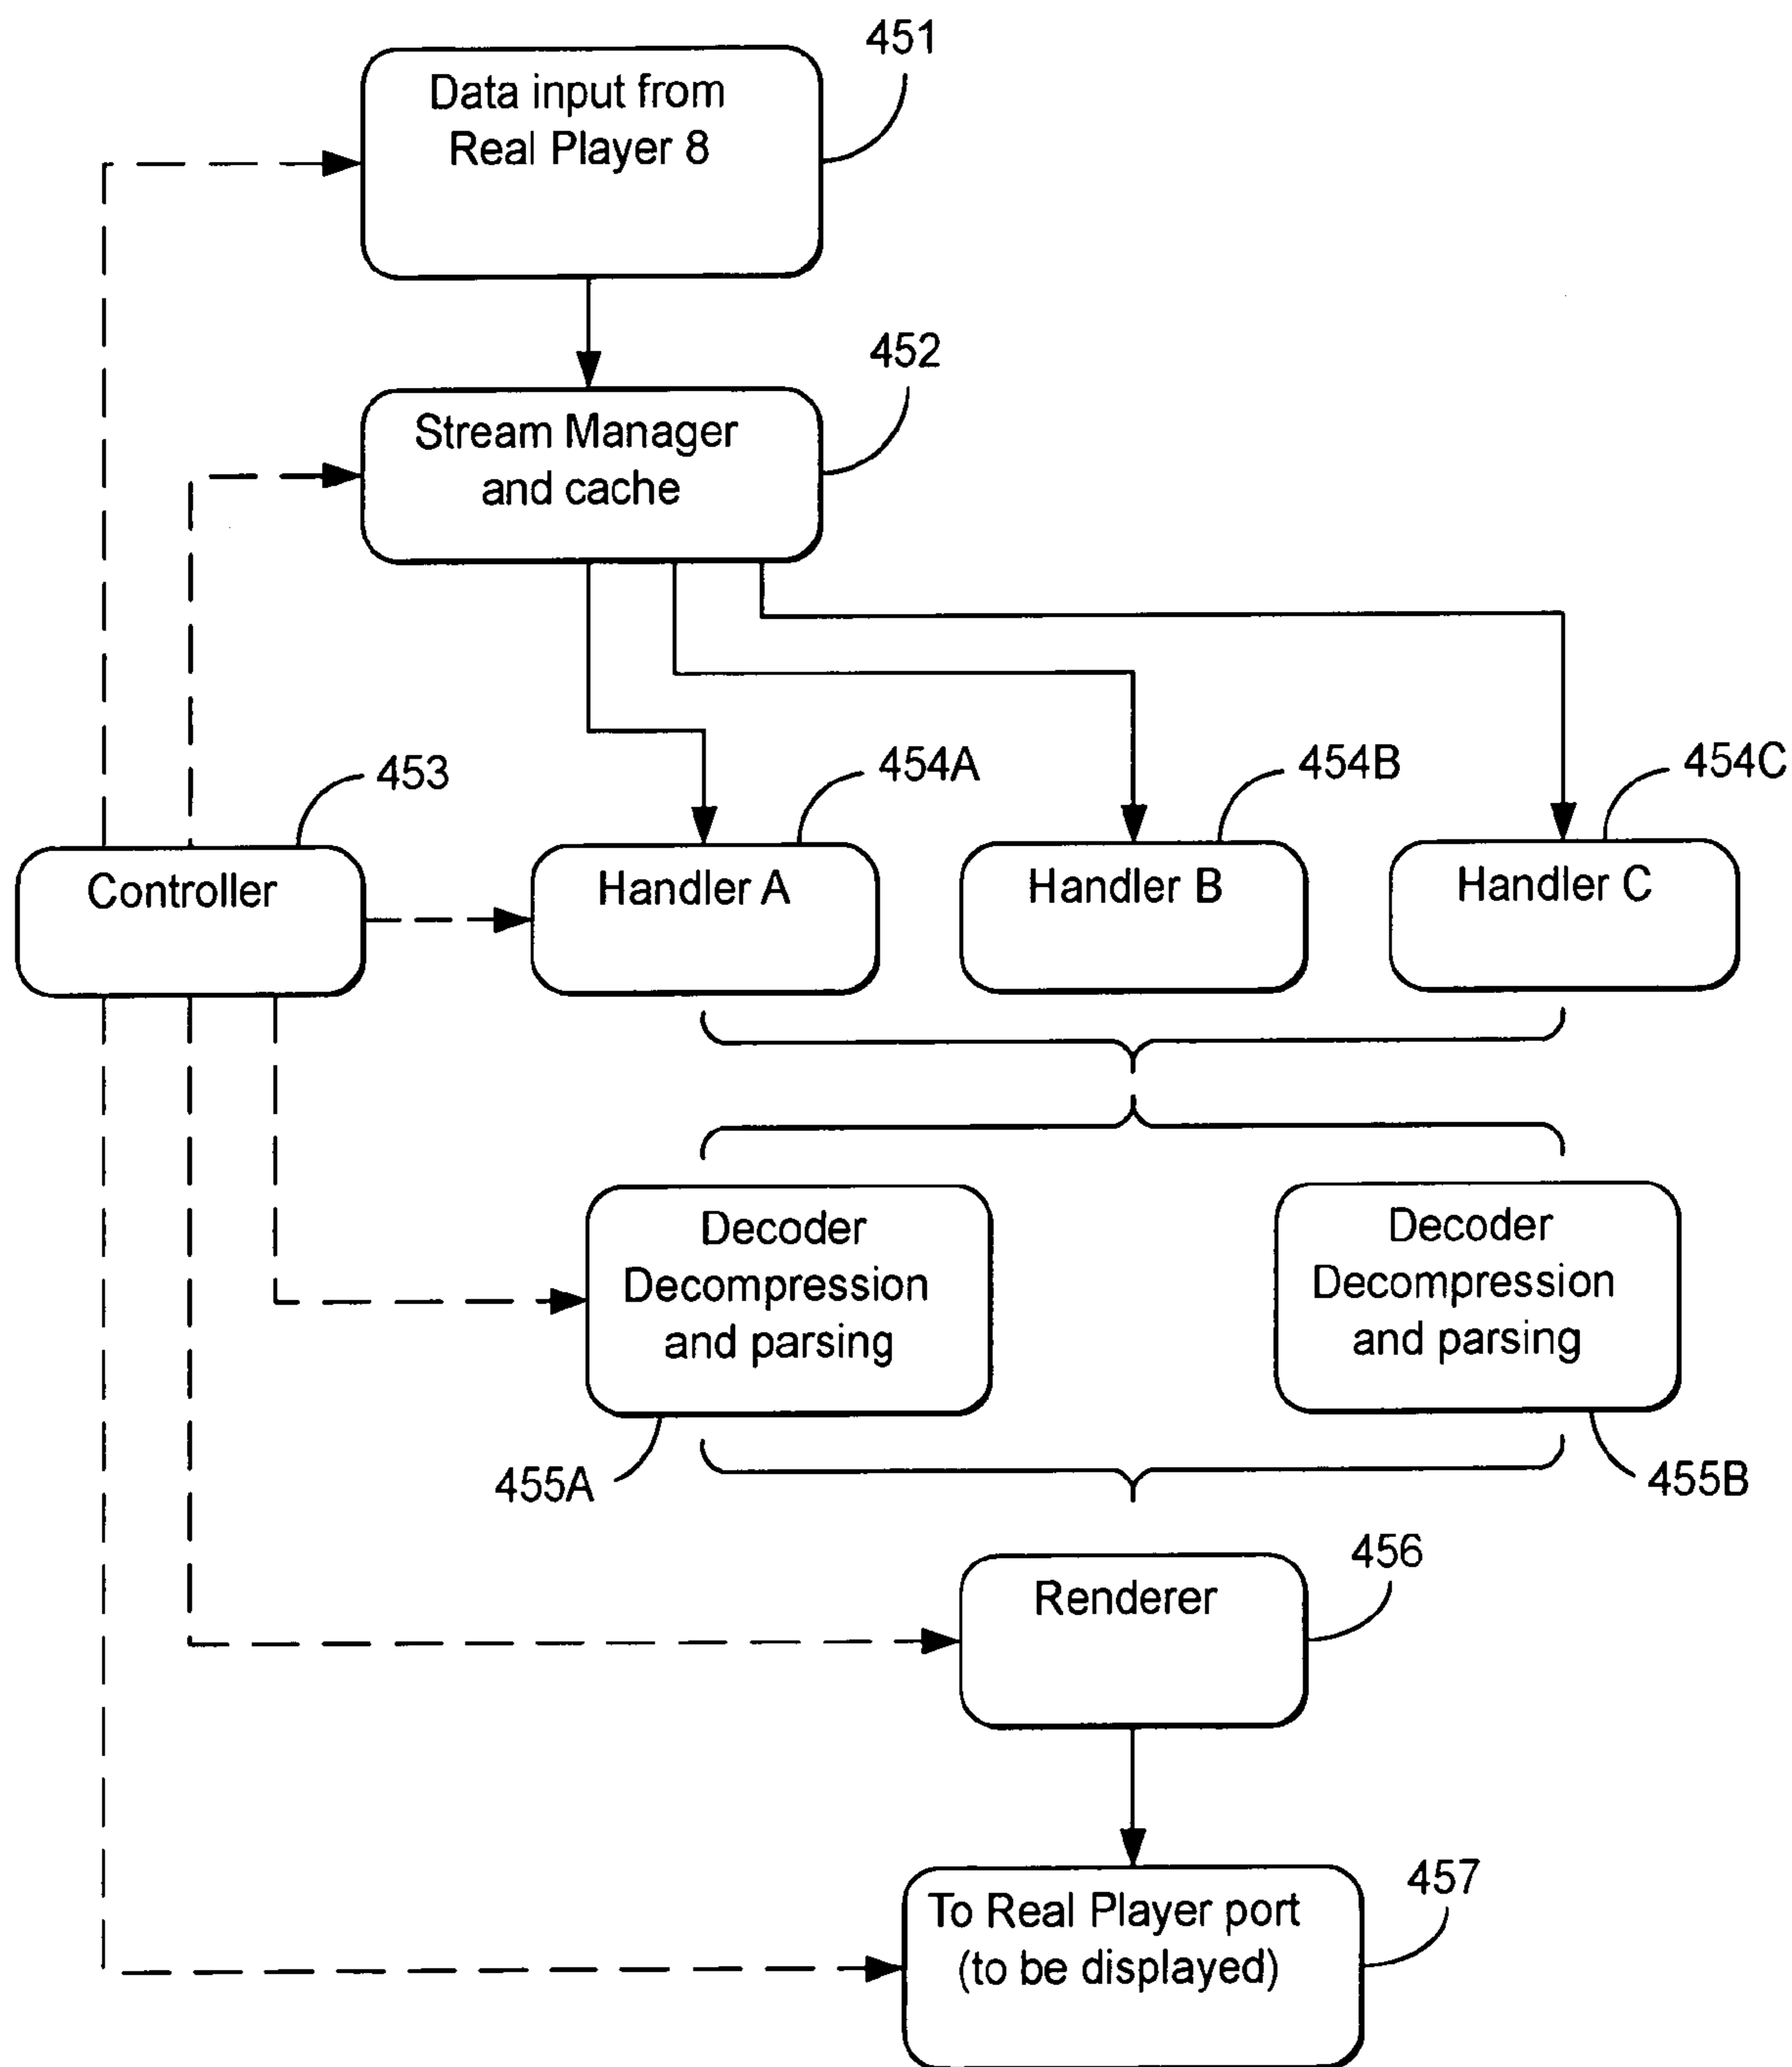 451
Data input from
Real Player 8
452
Stream Manager
and cache
453
454A
454B
454C
Controller
Handler A
Handler B
Handler C
Decoder
Decompression
and parsing
Decoder
Decompression
and parsing
455A
455B
456
Renderer
457
To Real Player port
(to be displayed)